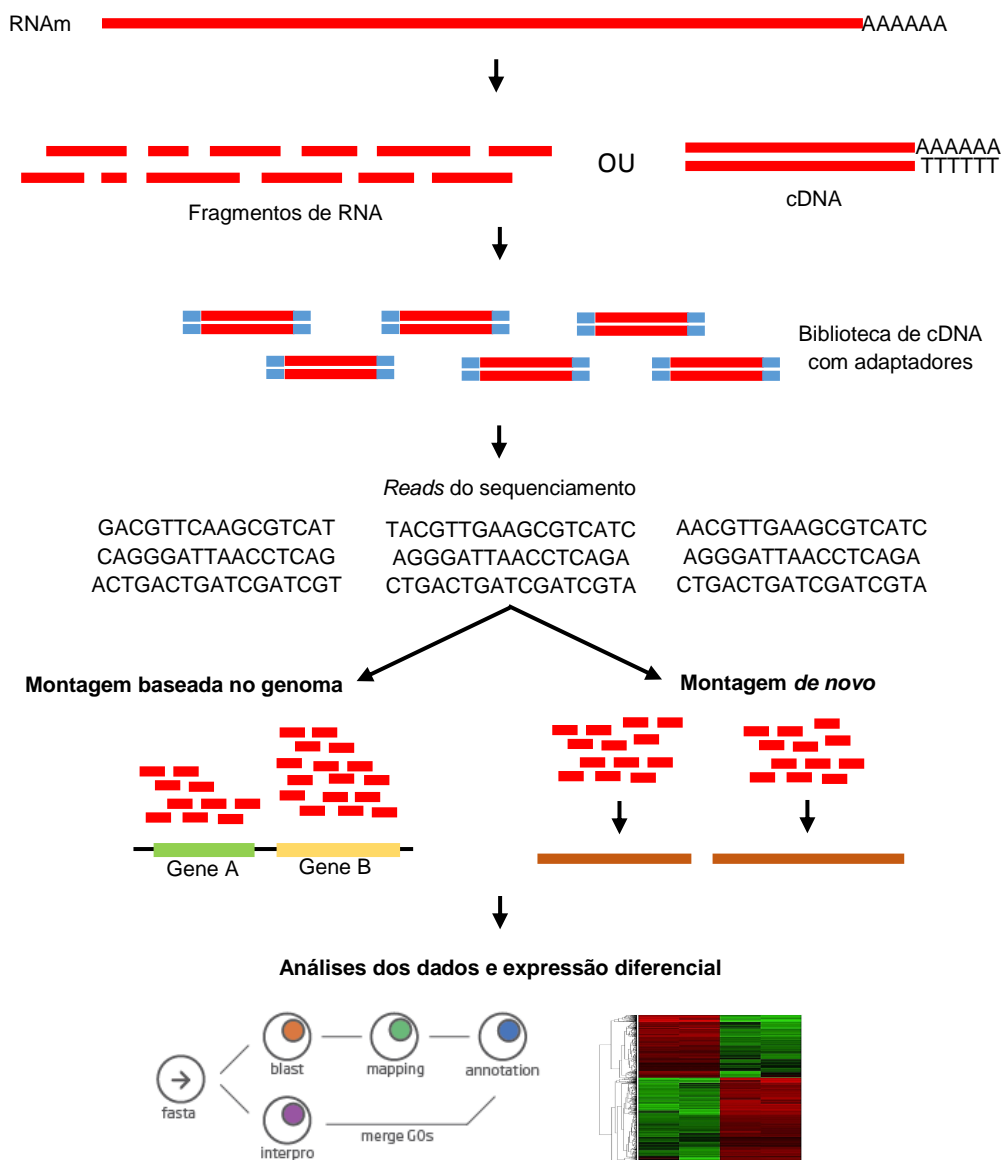 RNAm AAAAAA
OU
AAAAAA
TTTTTT
Fragmentos de RNA
cDNA
Biblioteca de cDNA
com adaptadores
Reads do sequenciamento
GACGTTCAAGCGTCAT
CAGGGATTAACCTCAG
ACTGACTGATCGATCGT
TACGTTGAAGCGTCATC
AGGGATTAACCTCAGA
CTGACTGATCGATCGTA
AACGTTGAAGCGTCATC
AGGGATTAACCTCAGA
CTGACTGATCGATCGTA
Montagem baseada no genoma
Montagem de novo
Gene A
Gene B
Análises dos dados e expressão diferencial
fasta
blast
mapping
annotation
interpro
merge GOs